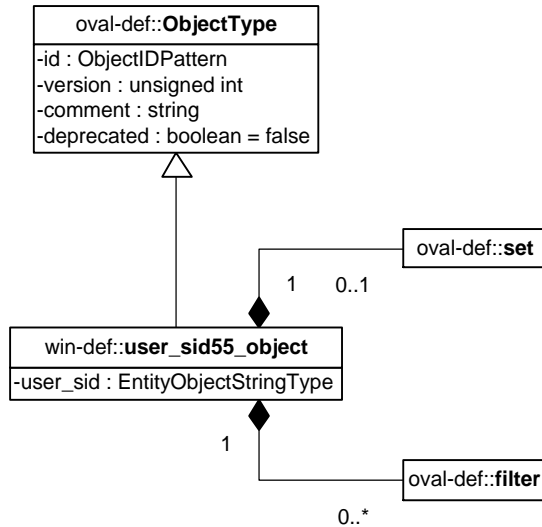 oval-def::ObjectType
-id : ObjectIDPattern
-version : unsigned int
-comment : string
-deprecated : boolean = false
oval-def::set
1
0..1
win-def::user_sid55_object
-user_sid : EntityObjectStringType
1
oval-def::filter
0..*